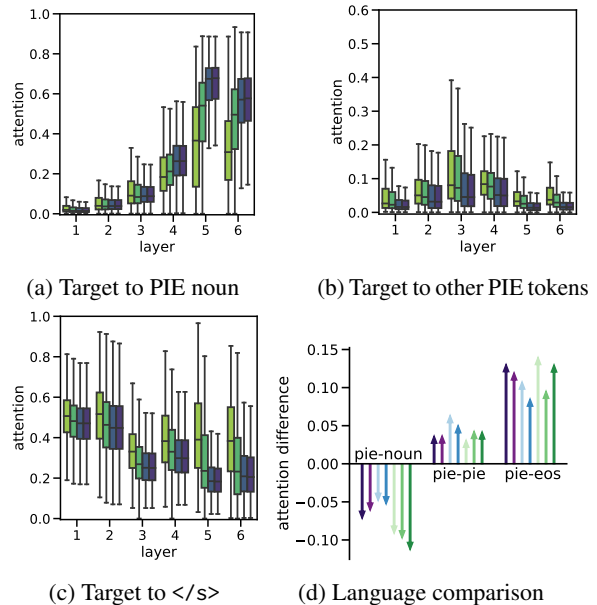 1.0
0.8
0.6
0.4
0.2
0.0
attention
1 2 3 4 5 6
layer
(a) Target to PIE noun
0.6
0.5
0.4
0.3
0.2
0.1
0.0
attention
1 2 3 4 5 6
layer
(b) Target to other PIE tokens
1.0
0.8
0.6
0.4
0.2
0.0
attention
1 2 3 4 5 6
layer
(c) Target to </s>
0.15
0.10
0.05
0.00
−0.05
−0.10
attention difference
pie-noun
pie-pie
pie-eos
(d) Language comparison